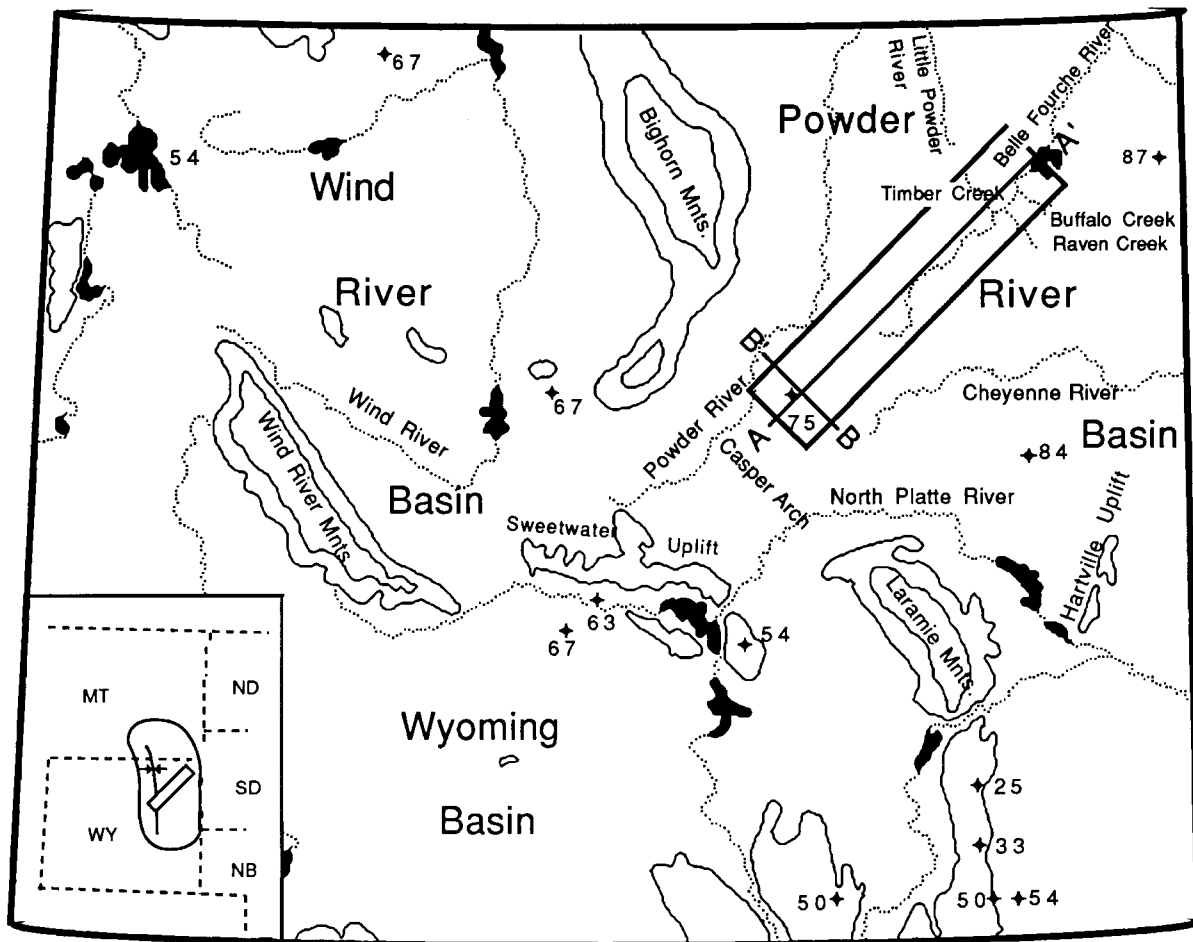 67
Little Powder
River
Belle Fourche River
Powder
Bighorn Mnts.
A'
87
54
Wind
Timber Creek
Buffalo Creek
Raven Creek
River
River
B'
Cheyenne River
67
Wind River
Powder River
75
A
B
Basin
Wind River Mnts.
Casper Arch
84
Basin
North Platte River
Sweetwater
Uplift
Hartville Uplift
Laramie Mnts.
63
67
54
MT
ND
SD
WY
NB
Wyoming
Basin
25
33
50
50
54